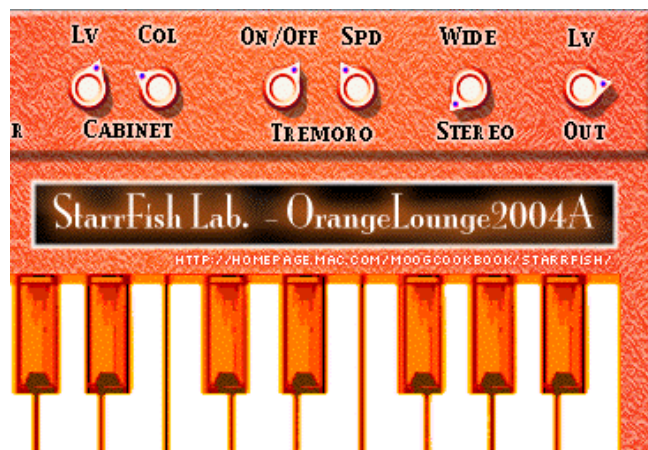 Lv Col On/Off Spd Wide Lv
R Cabinet Tremoro Stereo Out
StarrFish Lab. - OrangeLounge2004A
HTTP://HOMEPAGE.MAC.COM/MOOGCOOKBOOK/STARRFISH/